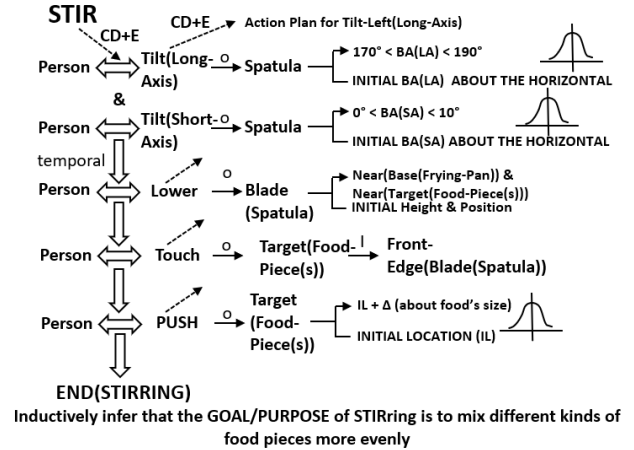 STIR
CD+E
CD+E
Action Plan for Tilt-Left(Long-Axis)
Person
Tilt(Long-
Axis)
o
Spatula
170° < BA(LA) < 190°
INITIAL BA(LA) ABOUT THE HORIZONTAL
&
Person
Tilt(Short-
Axis)
o
Spatula
0° < BA(SA) < 10°
INITIAL BA(SA) ABOUT THE HORIZONTAL
temporal
Person
Lower
o
Blade
(Spatula)
Near(Base(Frying-Pan)) &
Near(Target(Food-Piece(s)))
INITIAL Height & Position
Person
Touch
o
Target(Food-
Piece(s))
I
Front-
Edge(Blade(Spatula))
Person
PUSH
o
Target
(Food-
Piece(s))
IL + Δ (about food's size)
INITIAL LOCATION (IL)
END(STIRRING)
Inductively infer that the GOAL/PURPOSE of STIRring is to mix different kinds of
food pieces more evenly